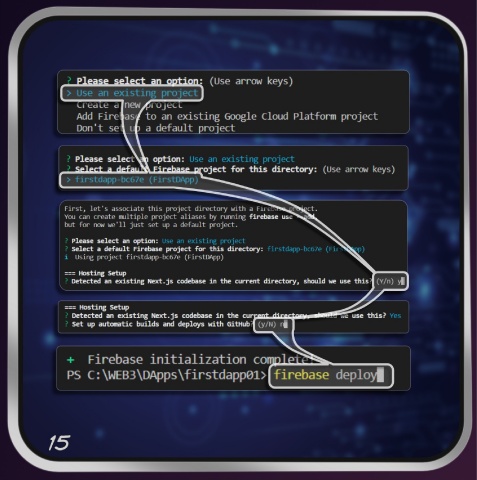 ? Please select an option: (Use arrow keys)
> Use an existing project
Create a new project
Add Firebase to an existing Google Cloud Platform project
Don't set up a default project
? Please select an option: Use an existing project
? Select a default Firebase project for this directory: (Use arrow keys)
> firstdapp-bc67e (FirstDApp)
First, let's associate this project directory with a Firebase project.
You can create multiple project aliases by running firebase use --add,
but for now we'll just set up a default project.
? Please select an option: Use an existing project
? Select a default Firebase project for this directory: firstdapp-bc67e (FirstDApp)
i Using project firstdapp-bc67e (FirstDApp)
=== Hosting Setup
? Detected an existing Next.js codebase in the current directory, should we use this? (Y/n) y
=== Hosting Setup
? Detected an existing Next.js codebase in the current directory, should we use this? Yes
? Set up automatic builds and deploys with GitHub? (y/N) n
+ Firebase initialization complete!
PS C:\WEB3\DApps\firstdapp01> firebase deploy
15